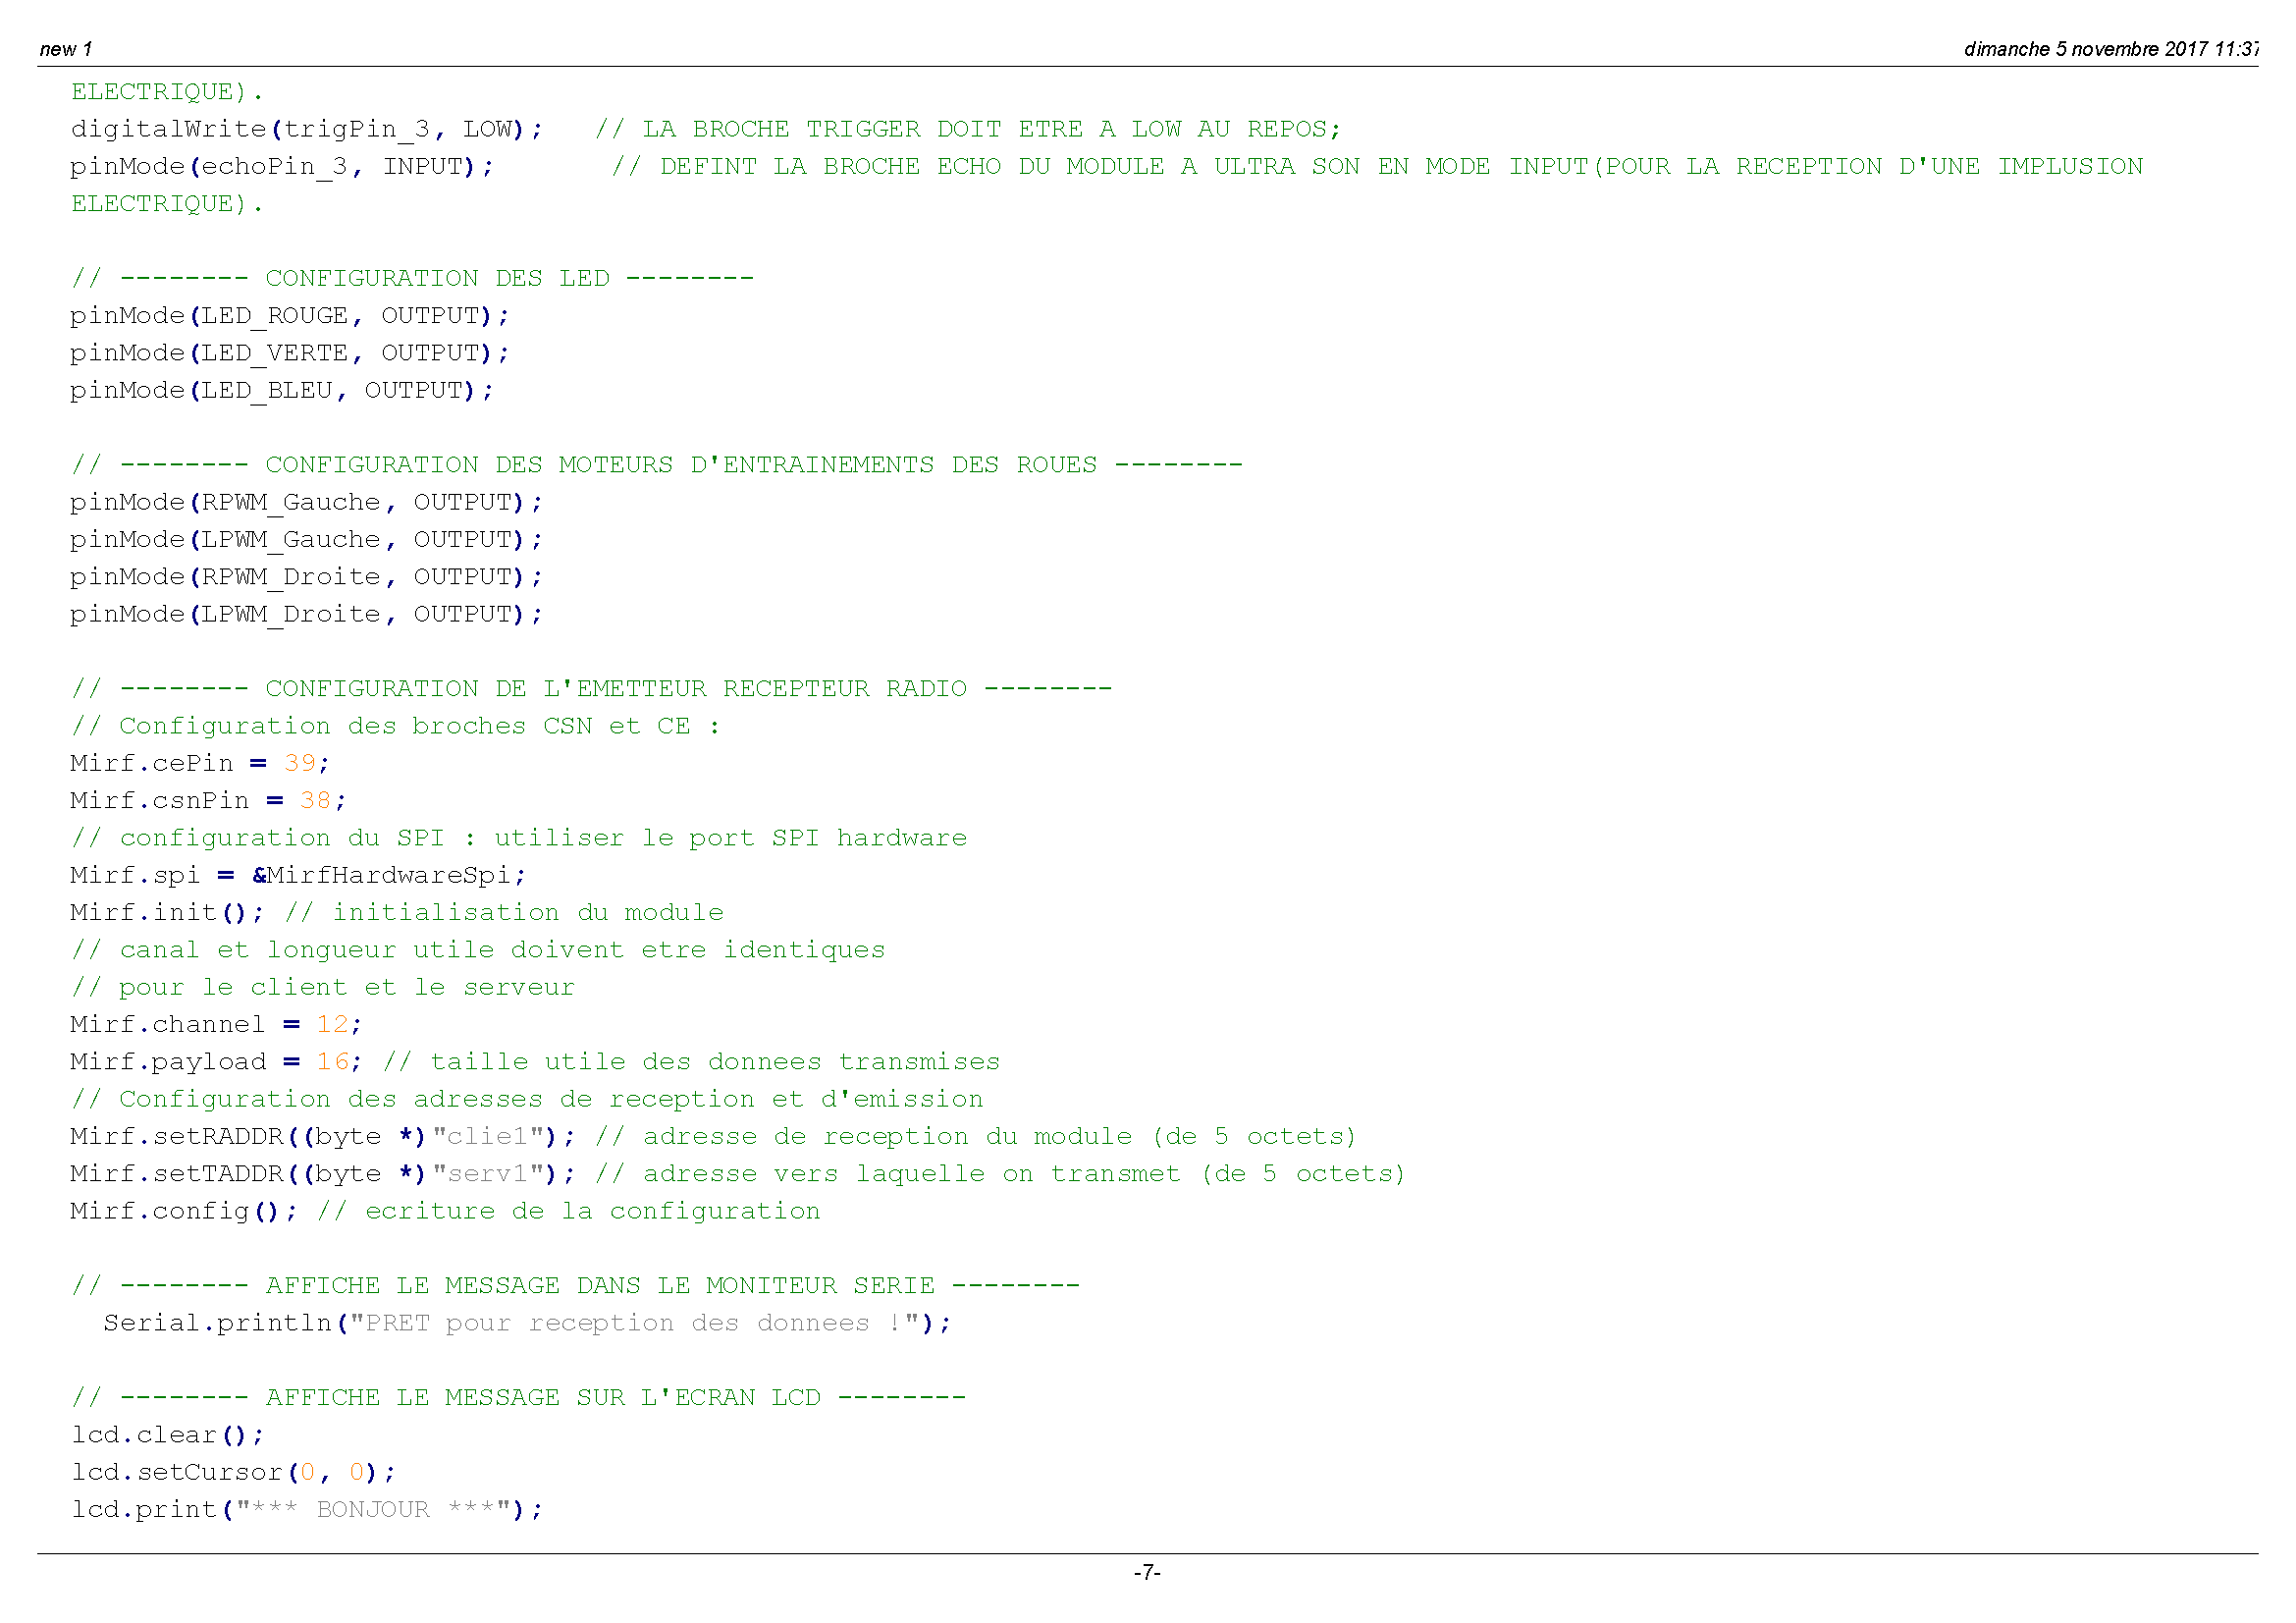 new 1
dimanche 5 novembre 2017 11:37
ELECTRIQUE).
digitalWrite(trigPin_3, LOW);   // LA BROCHE TRIGGER DOIT ETRE A LOW AU REPOS;
pinMode(echoPin_3, INPUT);       // DEFINT LA BROCHE ECHO DU MODULE A ULTRA SON EN MODE INPUT(POUR LA RECEPTION D'UNE IMPLUSION
ELECTRIQUE).
// -------- CONFIGURATION DES LED --------
pinMode(LED_ROUGE, OUTPUT);
pinMode(LED_VERTE, OUTPUT);
pinMode(LED_BLEU, OUTPUT);
// -------- CONFIGURATION DES MOTEURS D'ENTRAINEMENTS DES ROUES --------
pinMode(RPWM_Gauche, OUTPUT);
pinMode(LPWM_Gauche, OUTPUT);
pinMode(RPWM_Droite, OUTPUT);
pinMode(LPWM_Droite, OUTPUT);
// -------- CONFIGURATION DE L'EMETTEUR RECEPTEUR RADIO --------
// Configuration des broches CSN et CE :
Mirf.cePin = 39;
Mirf.csnPin = 38;
// configuration du SPI : utiliser le port SPI hardware
Mirf.spi = &MirfHardwareSpi;
Mirf.init(); // initialisation du module
// canal et longueur utile doivent etre identiques
// pour le client et le serveur
Mirf.channel = 12;
Mirf.payload = 16; // taille utile des donnees transmises
// Configuration des adresses de reception et d'emission
Mirf.setRADDR((byte *)"clie1"); // adresse de reception du module (de 5 octets)
Mirf.setTADDR((byte *)"serv1"); // adresse vers laquelle on transmet (de 5 octets)
Mirf.config(); // ecriture de la configuration
// -------- AFFICHE LE MESSAGE DANS LE MONITEUR SERIE --------
  Serial.println("PRET pour reception des donnees !");
// -------- AFFICHE LE MESSAGE SUR L'ECRAN LCD --------
lcd.clear();
lcd.setCursor(0, 0);
lcd.print("*** BONJOUR ***");
-7-